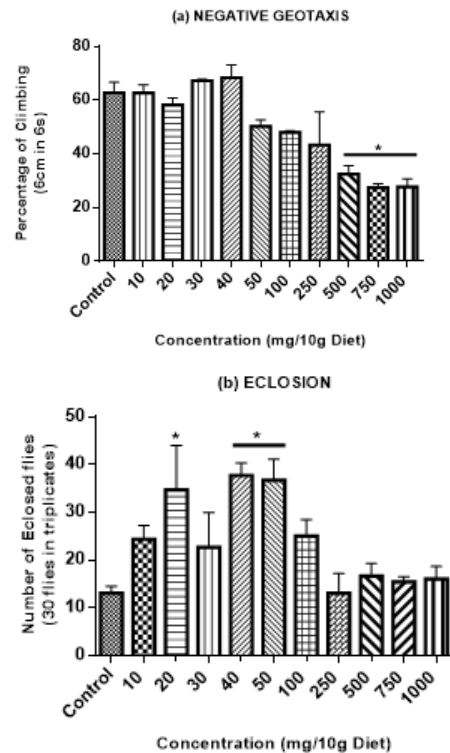 (a) NEGATIVE GEOTAXIS
Percentage of Climbing
(6cm in 6s)
80
60
40
20
0
*
Control 10 20 30 40 50 100 250 500 750 1000
Concentration (mg/10g Diet)
(b) ECLOSION
Number of Eclosed flies
(30 flies in triplicates)
50
40
30
20
10
0
* *
Control 10 20 30 40 50 100 250 500 750 1000
Concentration (mg/10g Diet)